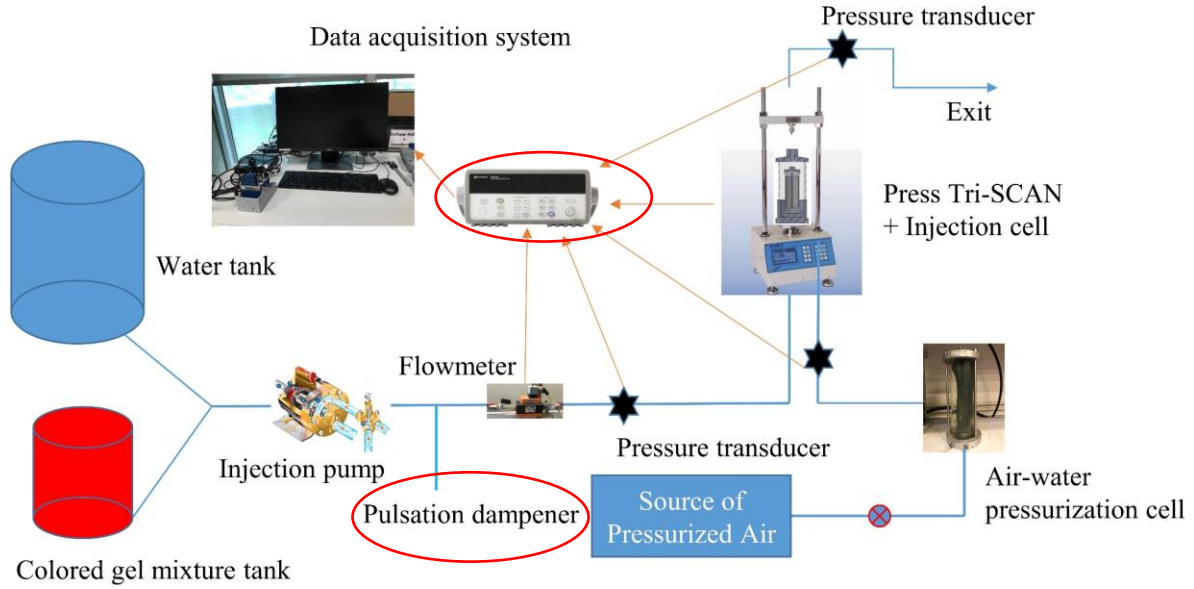 Pressure transducer
Data acquisition system
Exit
Press Tri-SCAN
+ Injection cell
Water tank
Flowmeter
Injection pump
Pressure transducer
Pulsation dampener
Source of
Pressurized Air
Air-water
pressurization cell
Colored gel mixture tank